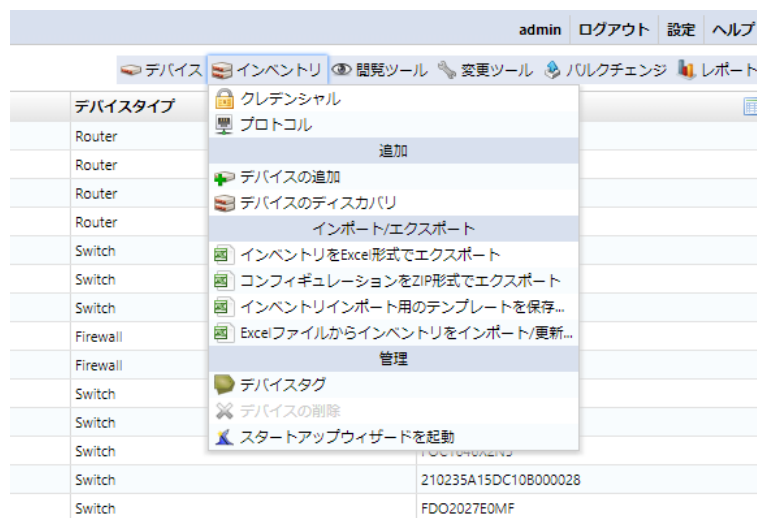 admin ログアウト 設定 ヘルプ
デバイス インベントリ 閲覧ツール 変更ツール バルクチェンジ レポート
デバイスタイプ
Router
Router
Router
Router
Switch
Switch
Switch
Firewall
Firewall
Switch
Switch
Switch
Switch 210235A15DC10B000028
Switch FDO2027E0MF
クレデンシャル
プロトコル
追加
デバイスの追加
デバイスのディスカバリ
インポート/エクスポート
インベントリをExcel形式でエクスポート
コンフィギュレーションをZIP形式でエクスポート
インベントリインポート用のテンプレートを保存...
Excelファイルからインベントリをインポート/更新...
管理
デバイスタグ
デバイスの削除
スタートアップウィザードを起動